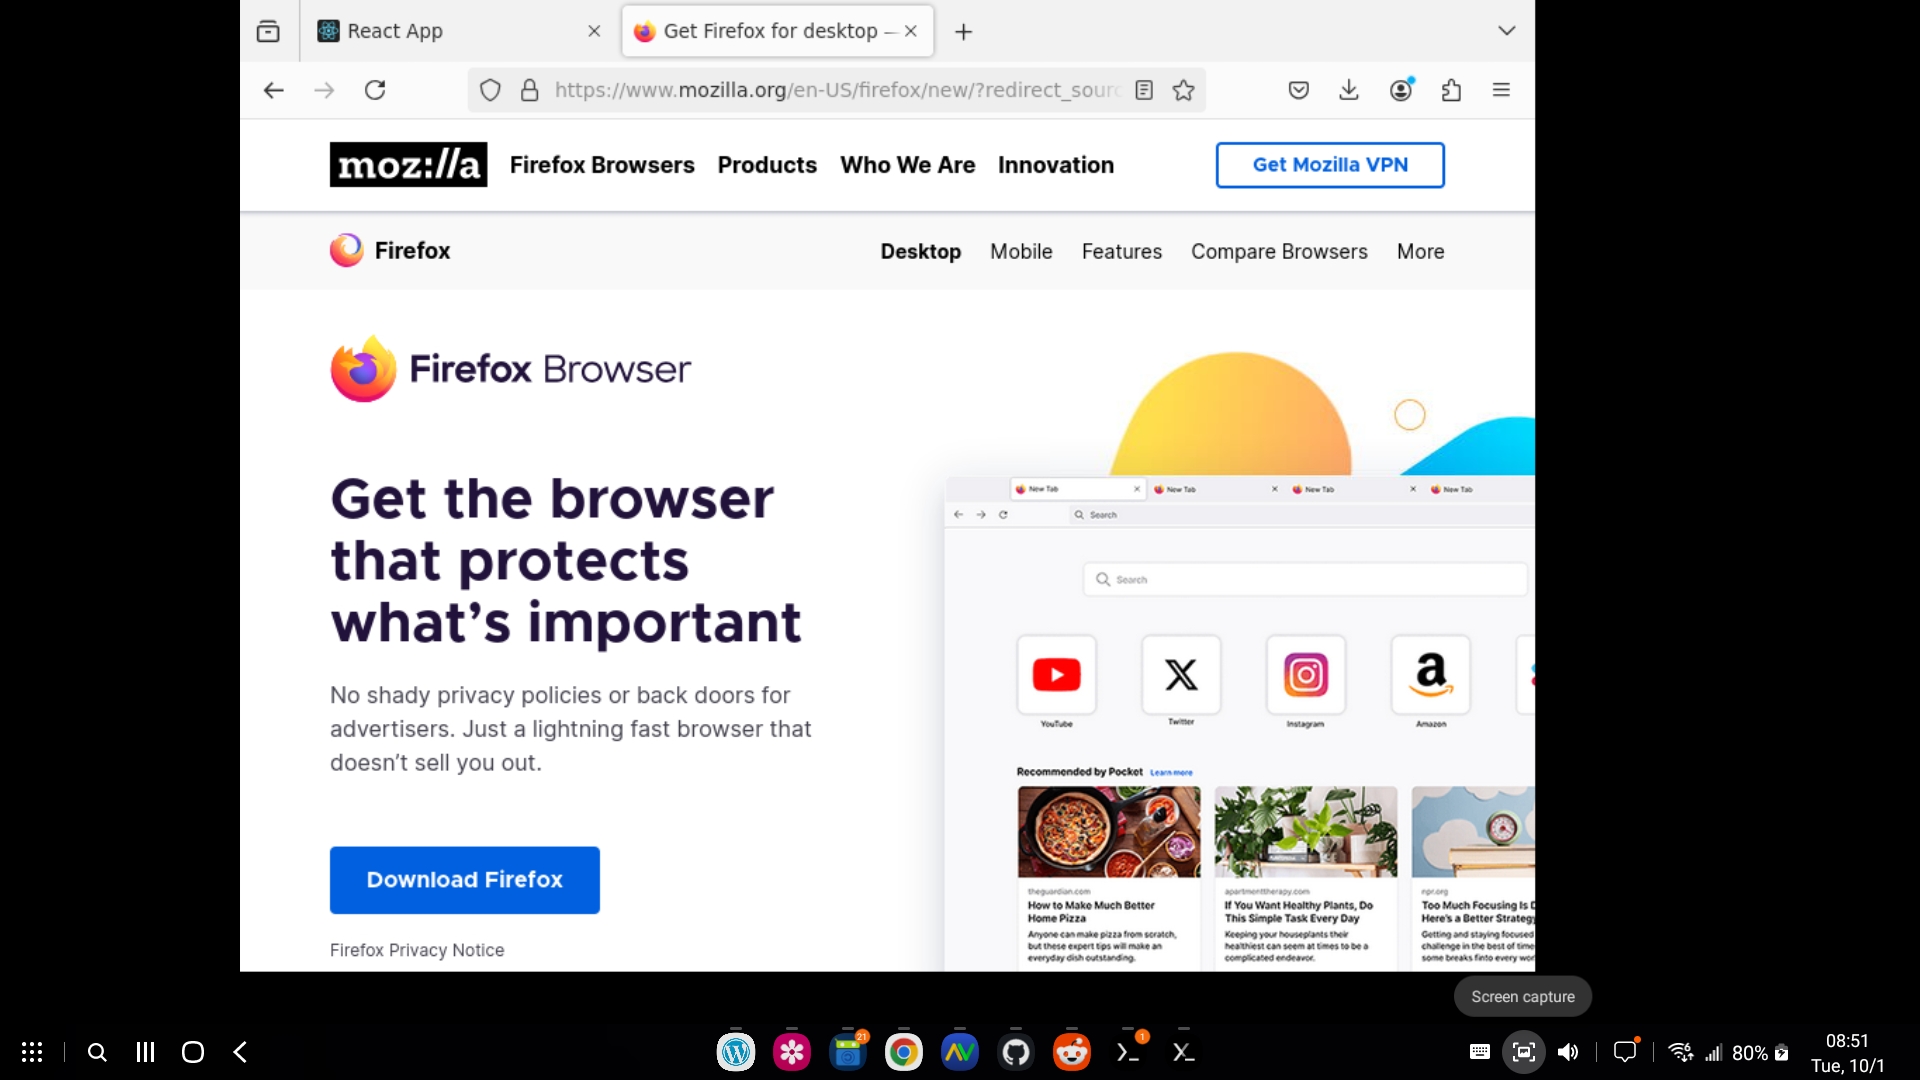 React App
Get Firefox for desktop —
https://www.mozilla.org/en-US/firefox/new/?redirect_sourc
moz://a
Firefox Browsers
Products
Who We Are
Innovation
Get Mozilla VPN
Firefox
Desktop
Mobile
Features
Compare Browsers
More
Firefox Browser
Get the browser
that protects
what’s important
No shady privacy policies or back doors for
advertisers. Just a lightning fast browser that
doesn’t sell you out.
Download Firefox
Firefox Privacy Notice
New Tab
New Tab
New Tab
New Tab
Search
Search
YouTube
Twitter
Instagram
Amazon
Recommended by Pocket Learn more
theguardian.com
How to Make Much Better
Home Pizza
Anyone can make pizza from scratch,
but these expert tips will make an
everyday dish outstanding.
apartmenttherapy.com
If You Want Healthy Plants, Do
This Simple Task Every Day
Keeping your houseplants their
healthiest can seem at times to be a
complicated endeavor.
npr.org
Too Much Focusing Is D
Here’s a Better Strategy
Getting and staying focused
challenge in the best of time
some breaks finto every wor
Screen capture
21
1
80%
08:51
Tue, 10/1